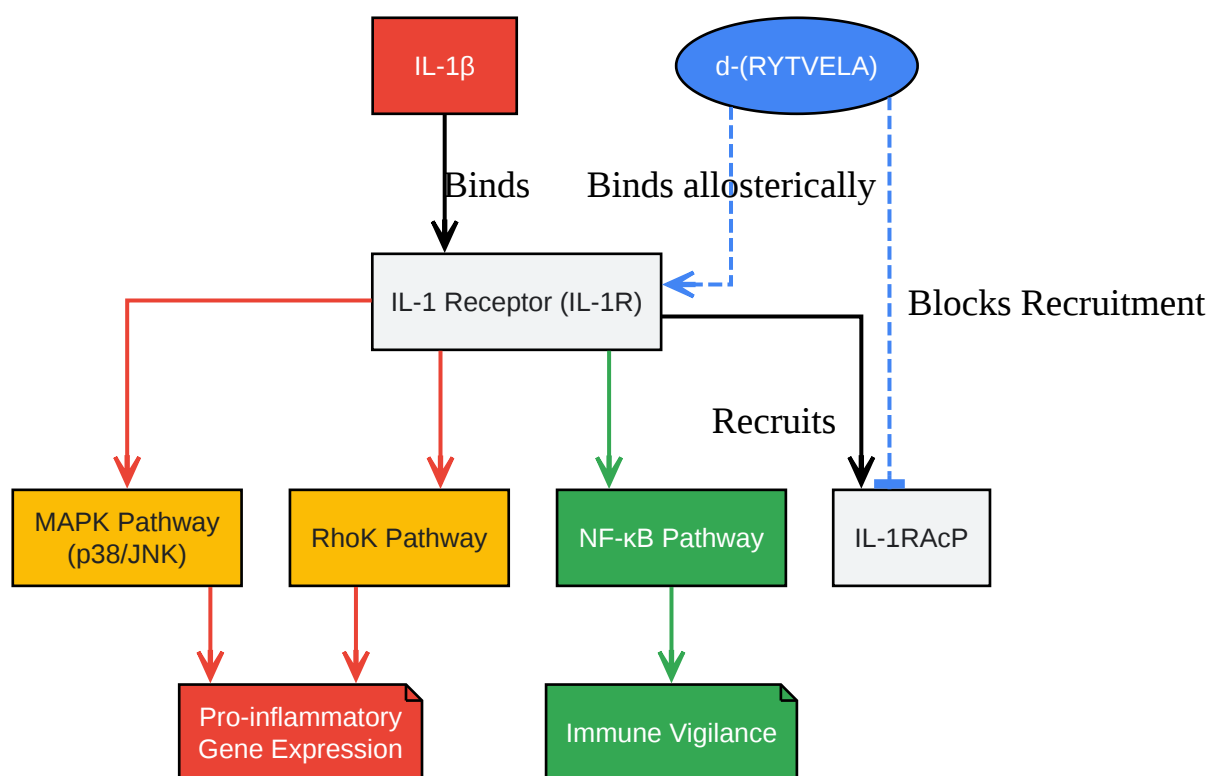 IL-1β
d-(RYTVELA)
Binds
Binds allosterically
IL-1 Receptor (IL-1R)
Blocks Recruitment
Recruits
MAPK Pathway
(p38/JNK)
RhoK Pathway
NF-κB Pathway
IL-1RAcP
Pro-inflammatory
Gene Expression
Immune Vigilance